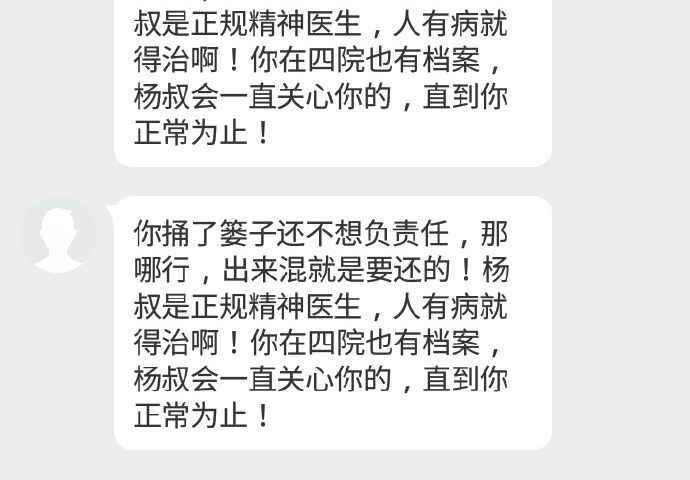 叔是正规精神医生，人有病就
得治啊！你在四院也有档案，
杨叔会一直关心你的，直到你
正常为止！
你捅了篓子还不想负责任，那
哪行，出来混就是要还的！杨
叔是正规精神医生，人有病就
得治啊！你在四院也有档案，
杨叔会一直关心你的，直到你
正常为止！